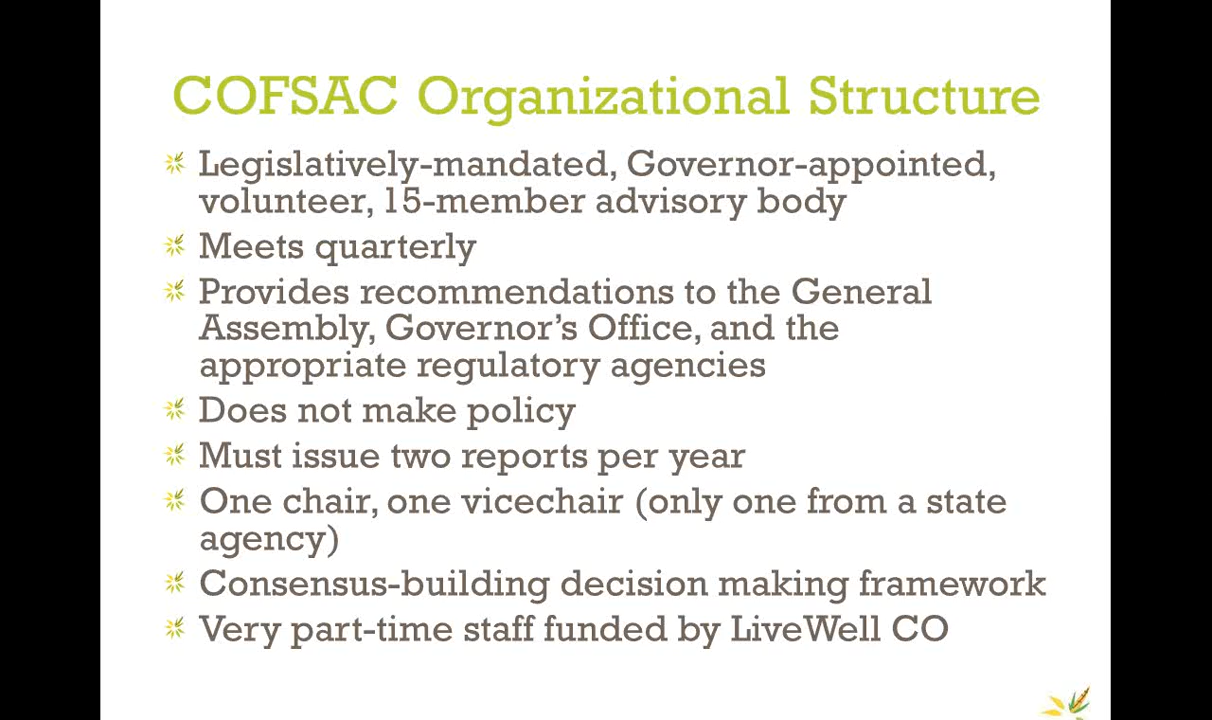 COFSAC Organizational Structure
Legislatively-mandated, Governor-appointed,
volunteer, 15-member advisory body
Meets quarterly
Provides recommendations to the General
Assembly, Governor's Office, and the
appropriate regulatory agencies
Does not make policy
Must issue two reports per year
One chair, one vicechair (only one from a state
agency)
Consensus-building decision making framework
Very part-time staff funded by LiveWell CO